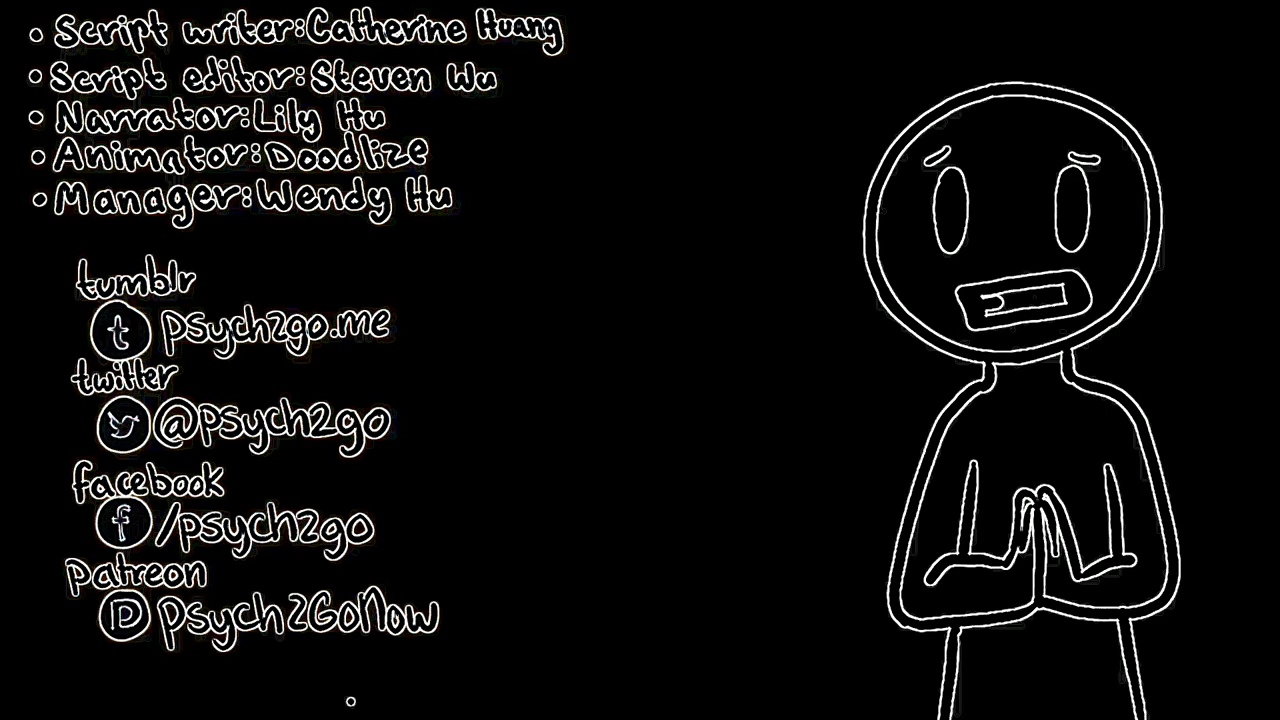 • Script writer:Catherine Huang
• Script editor:Steven Wu
• Narrator:Lily Hu
• Animator:Doodlize
• Manager:Wendy Hu
tumblr
t psych2go.me
twitter
@psych2go
facebook
f /psych2go
patreon
P psych2GoNow